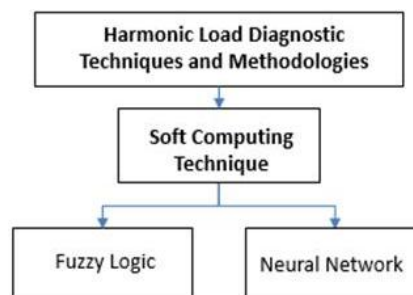 Harmonic Load Diagnostic
Techniques and Methodologies
Soft Computing
Technique
Fuzzy Logic
Neural Network